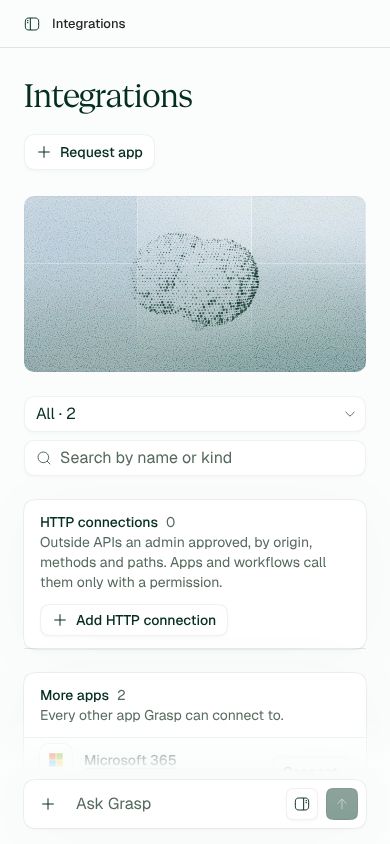 Integrations
Integrations
Request app
All · 2
Search by name or kind
HTTP connections 0
Outside APIs an admin approved, by origin,
methods and paths. Apps and workflows call
them only with a permission.
Add HTTP connection
More apps 2
Every other app Grasp can connect to.
Microsoft 365
Connect
Ask Grasp